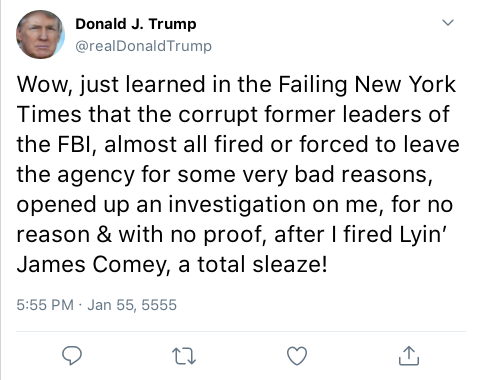 Donald J. Trump
@realDonaldTrump
Wow, just learned in the Failing New York
Times that the corrupt former leaders of
the FBI, almost all fired or forced to leave
the agency for some very bad reasons,
opened up an investigation on me, for no
reason & with no proof, after I fired Lyin’
James Comey, a total sleaze!
5:55 PM · Jan 55, 5555